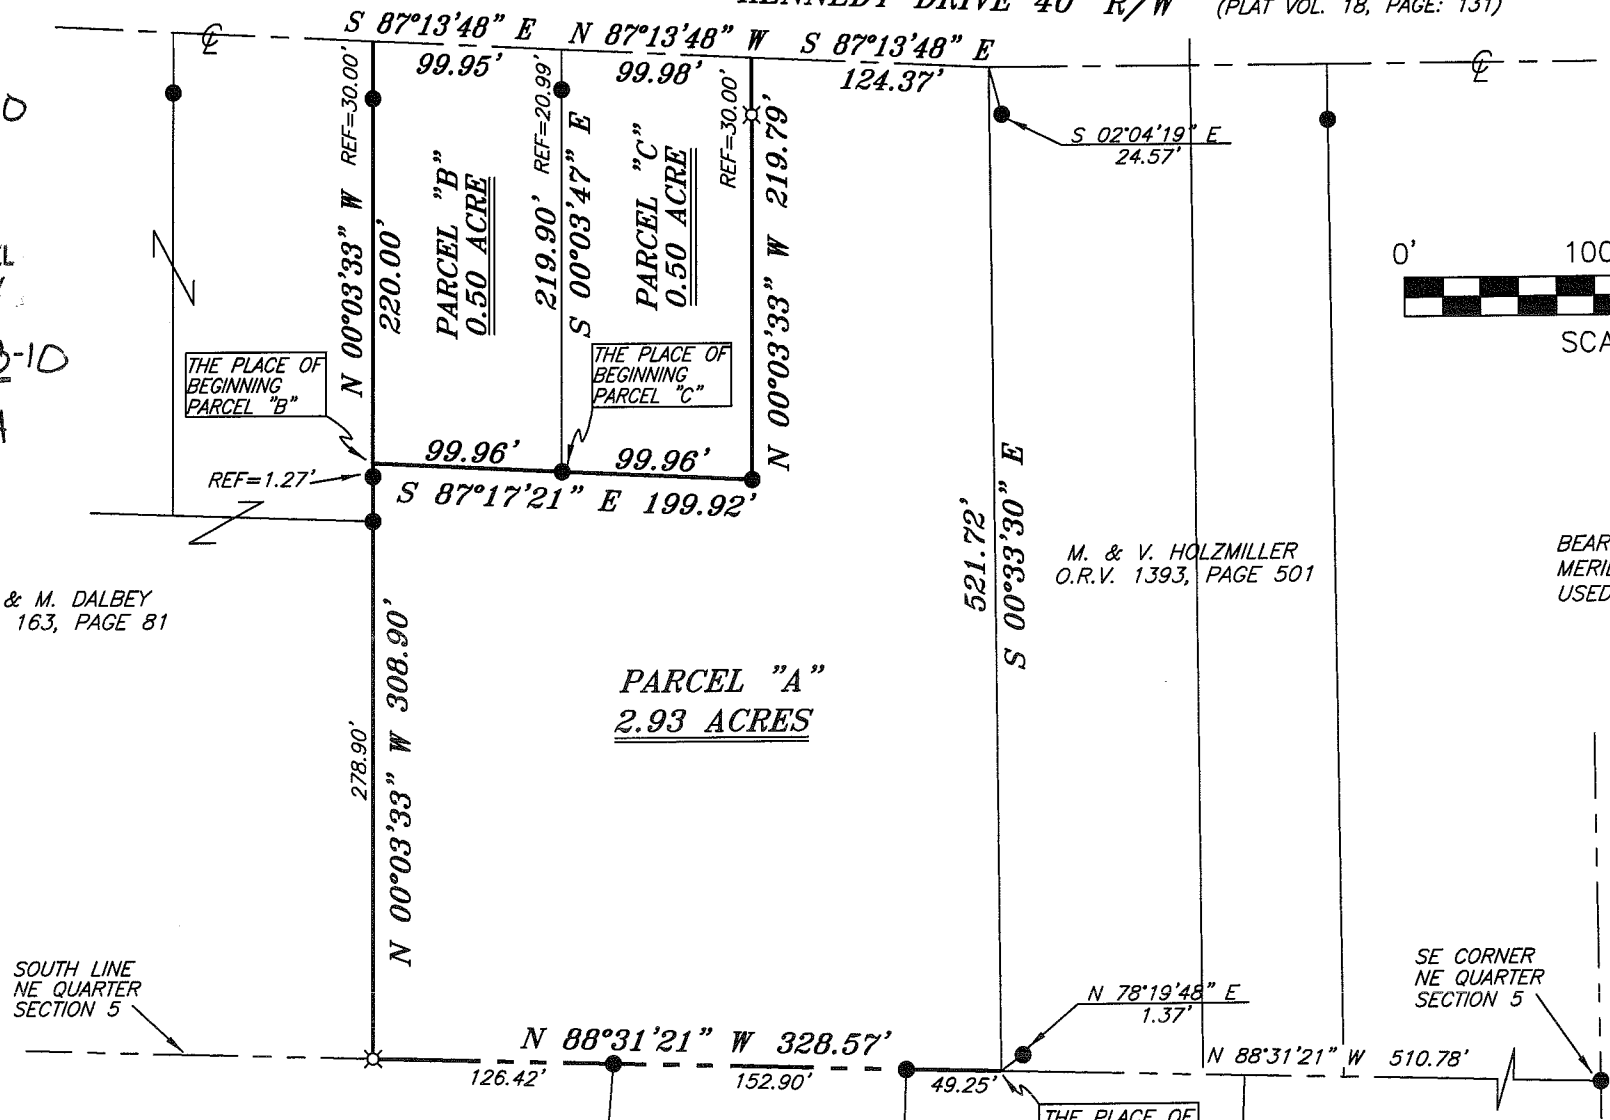 KENNEDY DRIVE 40' R/W (PLAT VOL. 18, PAGE: 131)
S 87°13'48" E
99.95'
N 87°13'48" W
99.98'
S 87°13'48" E
124.37'
REF=30.00'
N 00°03'33" W
220.00'
PARCEL "B"
0.50 ACRE
REF=20.99'
219.90'
S 00°03'47" E
PARCEL "C"
0.50 ACRE
REF=30.00'
N 00°03'33" W 219.79'
S 02°04'19" E
24.57'
0' 100
THE PLACE OF
BEGINNING
PARCEL "B"
THE PLACE OF
BEGINNING
PARCEL "C"
REF=1.27'
99.96'
99.96'
S 87°17'21" E 199.92'
521.72'
S 00°33'30" E
M. & V. HOLZMILLER
O.R.V. 1393, PAGE 501
& M. DALBEY
163, PAGE 81
278.90'
N 00°03'33" W 308.90'
PARCEL "A"
2.93 ACRES
SOUTH LINE
NE QUARTER
SECTION 5
N 88°31'21" W 328.57'
126.42'
152.90'
49.25'
N 78°19'48" E
1.37'
SE CORNER
NE QUARTER
SECTION 5
N 88°31'21" W 510.78'
THE PLACE OF